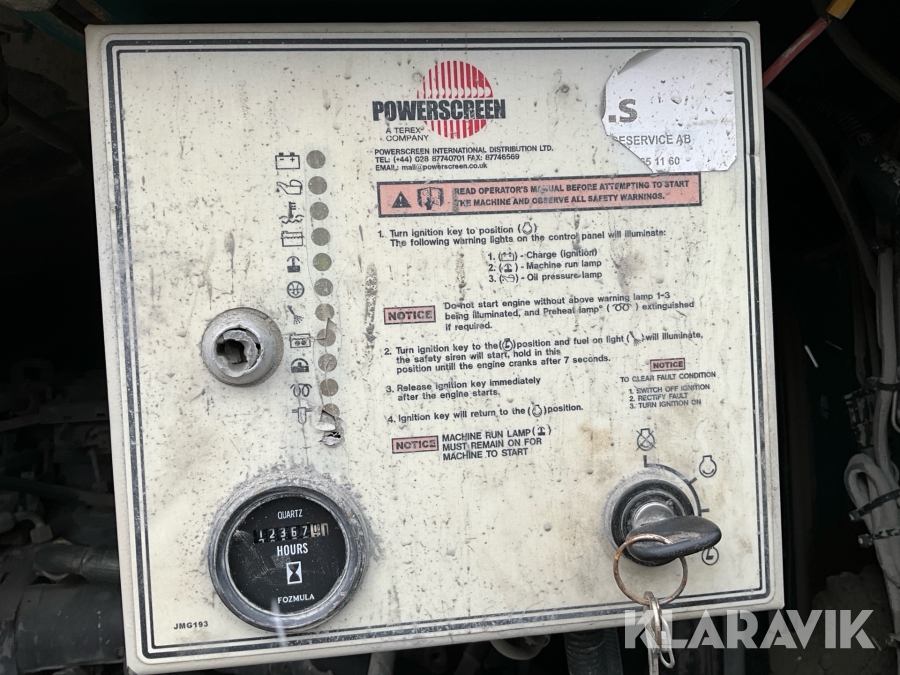 POWERSCREEN
A TEREX
COMPANY
POWERSCREEN INTERNATIONAL DISTRIBUTION LTD.
TEL: (+44) 028 87740701 FAX: 87746569
EMAIL: mail@powerscreen.co.uk
.S
ESERVICE AB
65 11 60
READ OPERATOR'S MANUAL BEFORE ATTEMPTING TO START
THE MACHINE AND OBSERVE ALL SAFETY WARNINGS.
1. Turn ignition key to position ( )
The following warning lights on the control panel will illuminate:
1. ( ) - Charge (ignition)
2. ( ) - Machine run lamp
3. ( ) - Oil pressure lamp
NOTICE
"Do not start engine without above warning lamp 1-3
being illuminated, and Preheat lamp" ( ) extinguished
if required.
2. Turn ignition key to the ( ) position and fuel on light ( ) will illuminate,
the safety siren will start, hold in this
position untill the engine cranks after 7 seconds.
3. Release ignition key immediately
after the engine starts.
4. Ignition key will return to the ( ) position.
NOTICE
MACHINE RUN LAMP ( )
MUST REMAIN ON FOR
MACHINE TO START
NOTICE
TO CLEAR FAULT CONDITION
1. SWITCH OFF IGNITION
2. RECTIFY FAULT
3. TURN IGNITION ON
QUARTZ
12367
HOURS
FOZMULA
JMG193
KLARAVIK